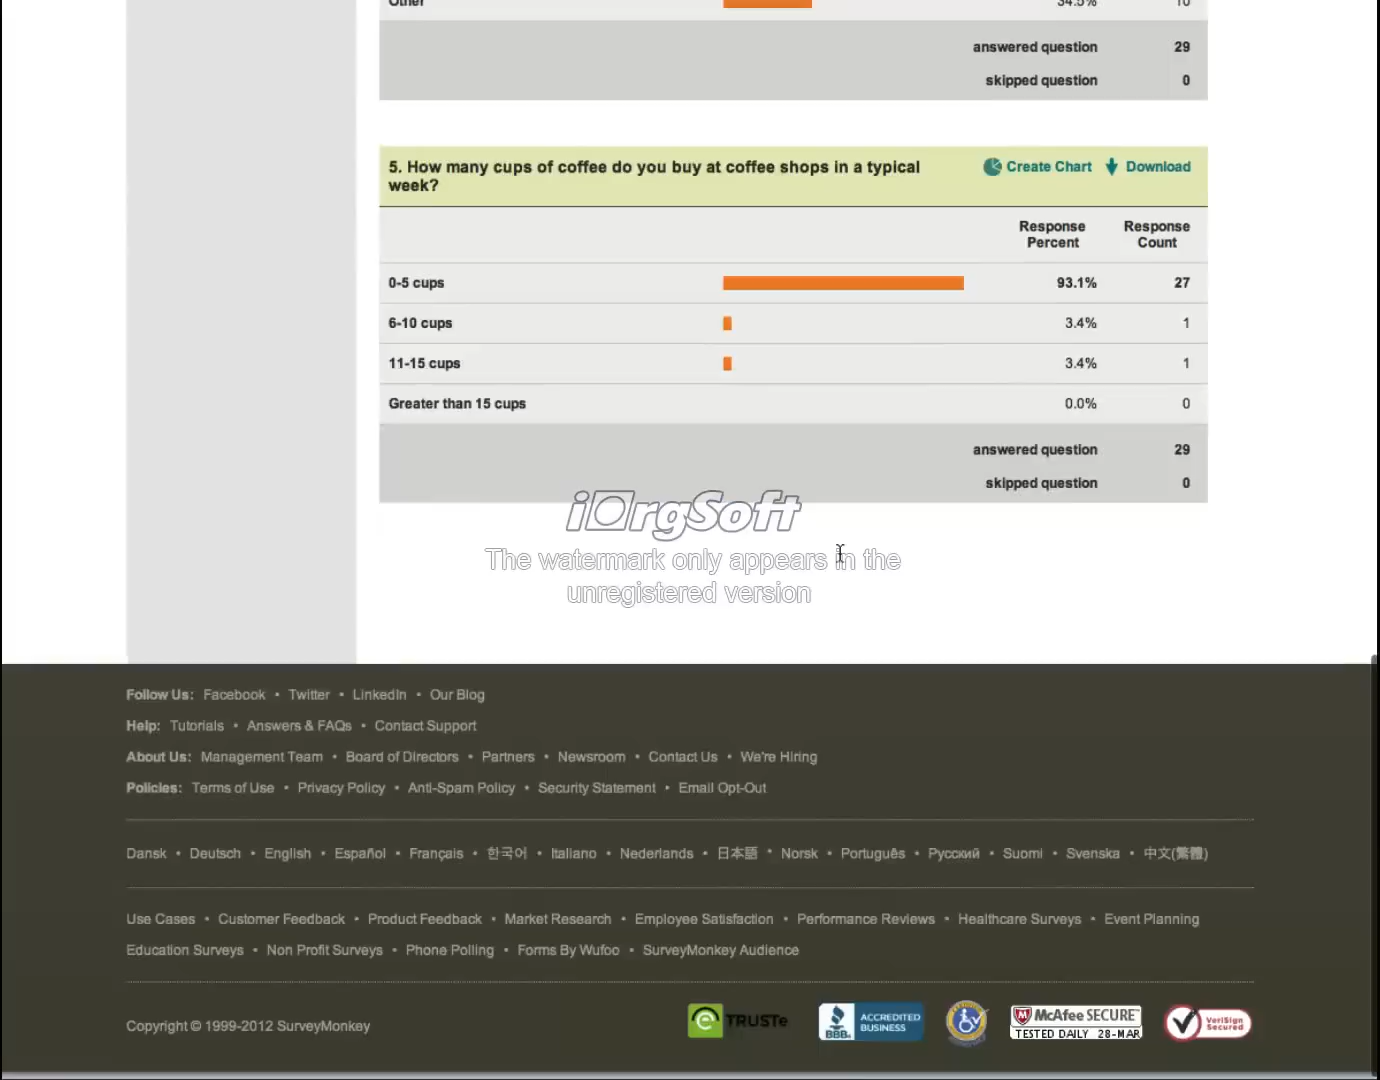 Other 34.5% 10
answered question 29
skipped question 0
5. How many cups of coffee do you buy at coffee shops in a typical
week?
Create Chart Download
Response
Percent
Response
Count
0-5 cups 93.1% 27
6-10 cups 3.4% 1
11-15 cups 3.4% 1
Greater than 15 cups 0.0% 0
answered question 29
skipped question 0
iOrgSoft
The watermark only appears in the
unregistered version
Follow Us: Facebook • Twitter • LinkedIn • Our Blog
Help: Tutorials • Answers & FAQs • Contact Support
About Us: Management Team • Board of Directors • Partners • Newsroom • Contact Us • We're Hiring
Policies: Terms of Use • Privacy Policy • Anti-Spam Policy • Security Statement • Email Opt-Out
Dansk • Deutsch • English • Español • Français • 한국어 • Italiano • Nederlands • 日本語 • Norsk • Português • Русский • Suomi • Svenska • 中文(繁體)
Use Cases • Customer Feedback • Product Feedback • Market Research • Employee Satisfaction • Performance Reviews • Healthcare Surveys • Event Planning
Education Surveys • Non Profit Surveys • Phone Polling • Forms By Wufoo • SurveyMonkey Audience
Copyright © 1999-2012 SurveyMonkey
TRUSTe
BBB. ACCREDITED
BUSINESS
McAfee SECURE
TESTED DAILY 28-MAR
VeriSign
Secured